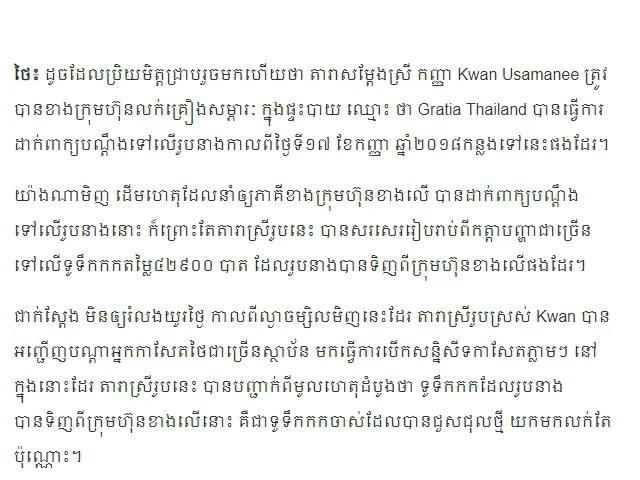 ថៃ៖ ដូចដែលប្រិយមិត្តជ្រាបរួចមកហើយថា តារាសម្តែងស្រី កញ្ញា Kwan Usamanee ត្រូវ
បានខាងក្រុមហ៊ុនលក់គ្រឿងសម្ភារៈ ក្នុងផ្ទះបាយ ឈ្មោះ ថា Gratia Thailand បានធ្វើការ
ដាក់ពាក្យបណ្តឹងទៅលើរូបនាងកាលពីថ្ងៃទី១៧ ខែកញ្ញា ឆ្នាំ២០១៨កន្លងទៅនេះផងដែរ។
យ៉ាងណាមិញ ដើមហេតុដែលនាំឲ្យភាគីខាងក្រុមហ៊ុនខាងលើ បានដាក់ពាក្យបណ្តឹង
ទៅលើរូបនាងនោះ ក៏ព្រោះតែតារាស្រីរូបនេះ បានសរសេររៀបរាប់ពីកត្តាបញ្ហាជាច្រើន
ទៅលើទូទឹកកកតម្លៃ៤២៩០០ បាត ដែលរូបនាងបានទិញពីក្រុមហ៊ុនខាងលើផងដែរ។
ជាក់ស្តែង មិនឲ្យរំលងយូរថ្ងៃ កាលពីល្ងាចម្សិលមិញនេះដែរ តារាស្រីរូបស្រស់ Kwan បាន
អញ្ជើញបណ្តាអ្នកកាសែតថៃជាច្រើនស្ថាប័ន មកធ្វើការបើកសន្និសីទកាសែតភ្លាមៗ នៅ
ក្នុងនោះដែរ តារាស្រីរូបនេះ បានបញ្ជាក់ពីមូលហេតុដំបូងថា ទូទឹកកកដែលរូបនាង
បានទិញពីក្រុមហ៊ុនខាងលើនោះ គឺជាទូទឹកកកចាស់ដែលបានជួសជុលថ្មី យកមកលក់តែ
ប៉ុណ្ណោះ។